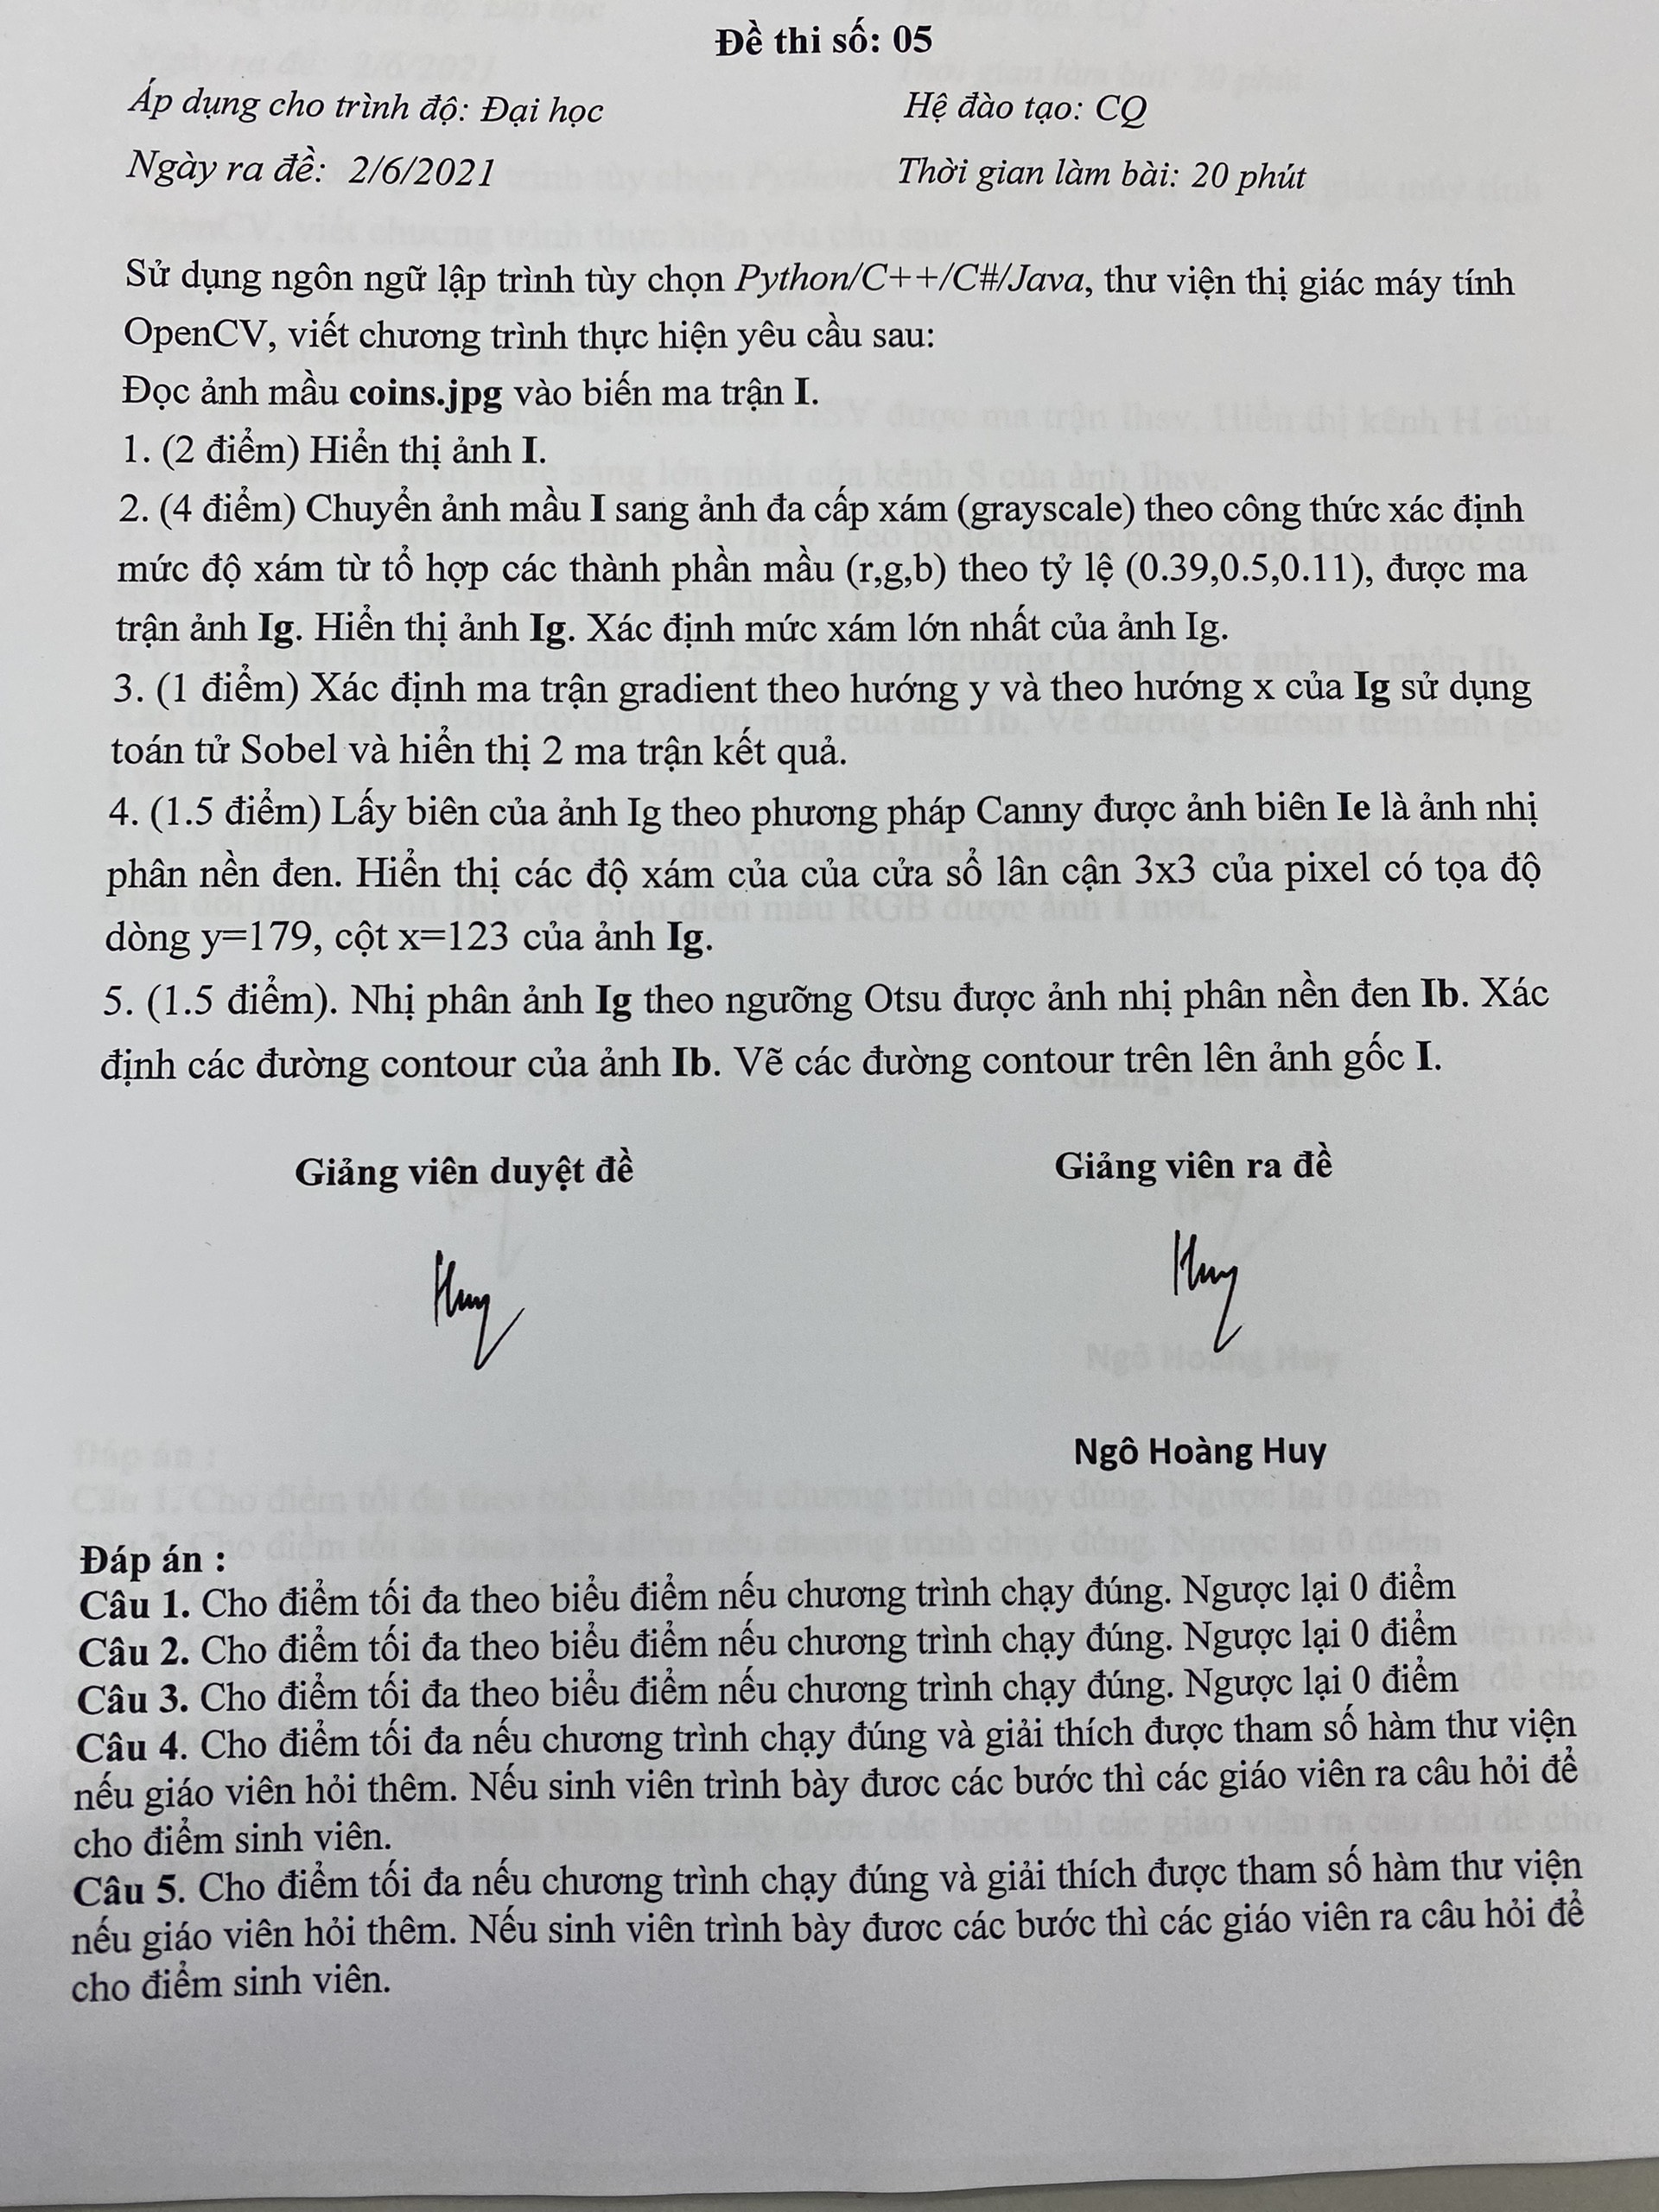 Đề thi số: 05
Áp dụng cho trình độ: Đại học Hệ đào tạo: CQ
Ngày ra đề: 2/6/2021 Thời gian làm bài: 20 phút
Sử dụng ngôn ngữ lập trình tùy chọn Python/C++/C#/Java, thư viện thị giác máy tính
OpenCV, viết chương trình thực hiện yêu cầu sau:
Đọc ảnh mầu coins.jpg vào biến ma trận I.
1. (2 điểm) Hiển thị ảnh I.
2. (4 điểm) Chuyển ảnh mầu I sang ảnh đa cấp xám (grayscale) theo công thức xác định
mức độ xám từ tổ hợp các thành phần mầu (r,g,b) theo tỷ lệ (0.39,0.5,0.11), được ma
trận ảnh Ig. Hiển thị ảnh Ig. Xác định mức xám lớn nhất của ảnh Ig.
3. (1 điểm) Xác định ma trận gradient theo hướng y và theo hướng x của Ig sử dụng
toán tử Sobel và hiển thị 2 ma trận kết quả.
4. (1.5 điểm) Lấy biên của ảnh Ig theo phương pháp Canny được ảnh biên Ie là ảnh nhị
phân nền đen. Hiển thị các độ xám của của cửa sổ lân cận 3x3 của pixel có tọa độ
dòng y=179, cột x=123 của ảnh Ig.
5. (1.5 điểm). Nhị phân ảnh Ig theo ngưỡng Otsu được ảnh nhị phân nền đen Ib. Xác
định các đường contour của ảnh Ib. Vẽ các đường contour trên lên ảnh gốc I.
Giảng viên duyệt đề Giảng viên ra đề
Huy Huy
Ngô Hoàng Huy
Đáp án :
Câu 1. Cho điểm tối đa theo biểu điểm nếu chương trình chạy đúng. Ngược lại 0 điểm
Câu 2. Cho điểm tối đa theo biểu điểm nếu chương trình chạy đúng. Ngược lại 0 điểm
Câu 3. Cho điểm tối đa theo biểu điểm nếu chương trình chạy đúng. Ngược lại 0 điểm
Câu 4. Cho điểm tối đa nếu chương trình chạy đúng và giải thích được tham số hàm thư viện
nếu giáo viên hỏi thêm. Nếu sinh viên trình bày đươc các bước thì các giáo viên ra câu hỏi để
cho điểm sinh viên.
Câu 5. Cho điểm tối đa nếu chương trình chạy đúng và giải thích được tham số hàm thư viện
nếu giáo viên hỏi thêm. Nếu sinh viên trình bày đươc các bước thì các giáo viên ra câu hỏi để
cho điểm sinh viên.